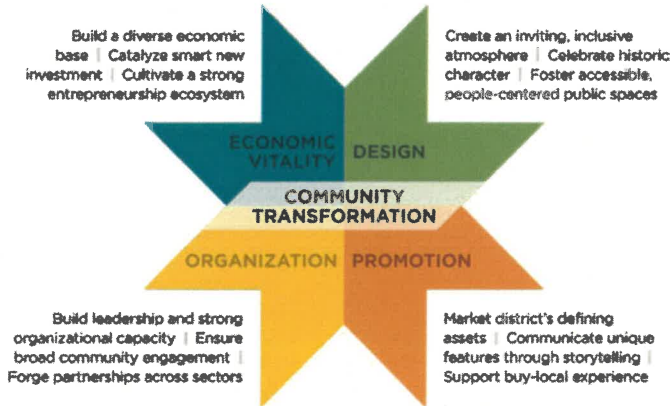 Build a diverse economic
base | Catalyze smart new
investment | Cultivate a strong
entrepreneurship ecosystem
Create an inviting, inclusive
atmosphere | Celebrate historic
character | Foster accessible,
people-centered public spaces
ECONOMIC
VITALITY
DESIGN
COMMUNITY
TRANSFORMATION
ORGANIZATION
PROMOTION
Build leadership and strong
organizational capacity | Ensure
broad community engagement |
Forge partnerships across sectors
Market district's defining
assets | Communicate unique
features through storytelling |
Support buy-local experience